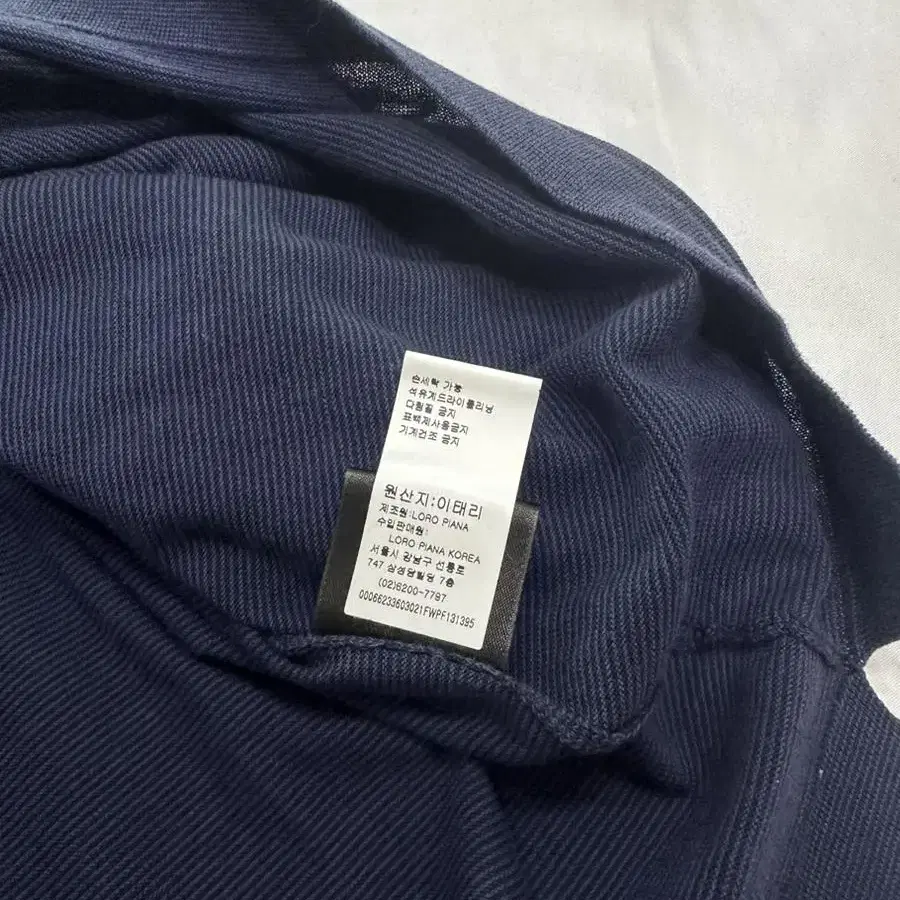 손세탁 가능
석유계드라이클리닝
다림질 금지
표백제사용금지
기계건조 금지
원산지:이태리
제조원:LORO PIANA
수입판매원:
LORO PIANA KOREA
서울시 강남구 선릉로
747 삼성당빌딩 7층
(02)6200-7787
00066233603021FWPF131395